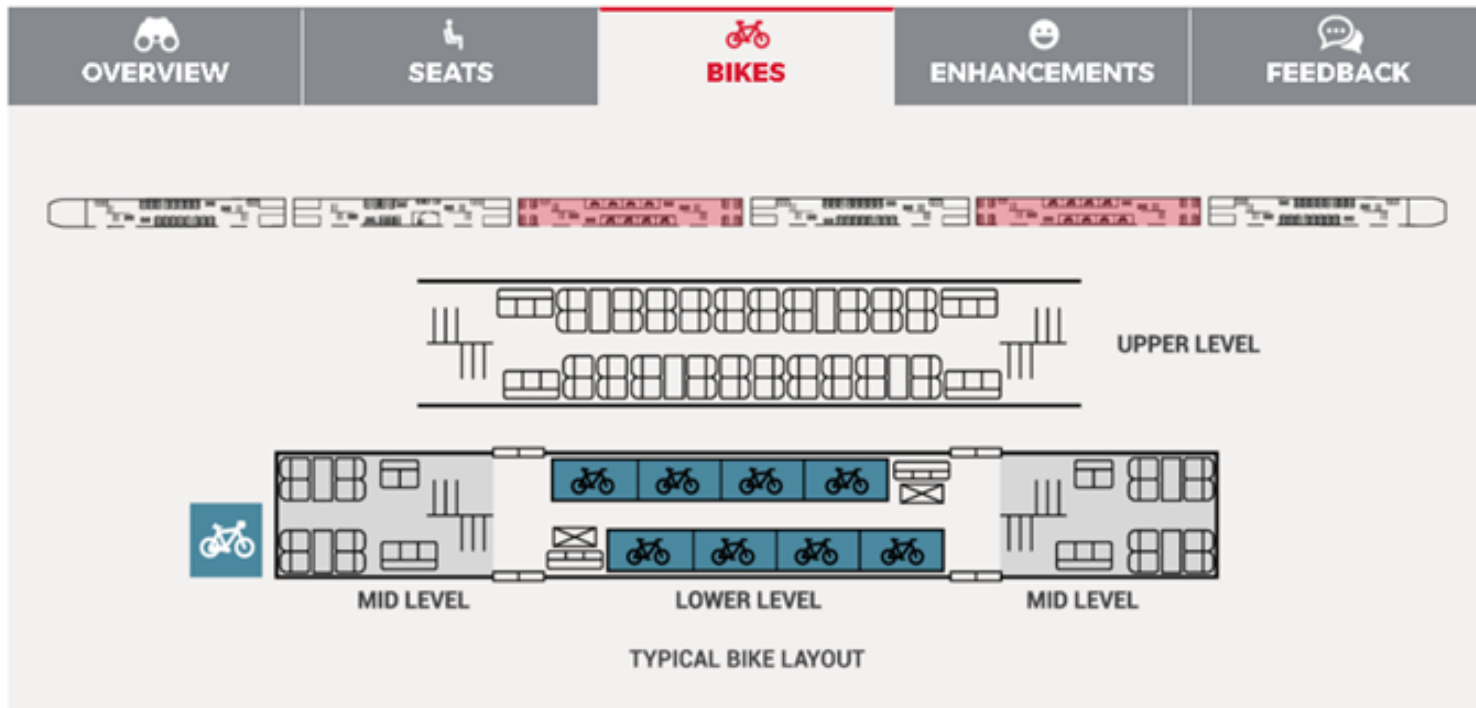 OVERVIEW
SEATS
BIKES
ENHANCEMENTS
FEEDBACK
UPPER LEVEL
MID LEVEL
LOWER LEVEL
MID LEVEL
TYPICAL BIKE LAYOUT